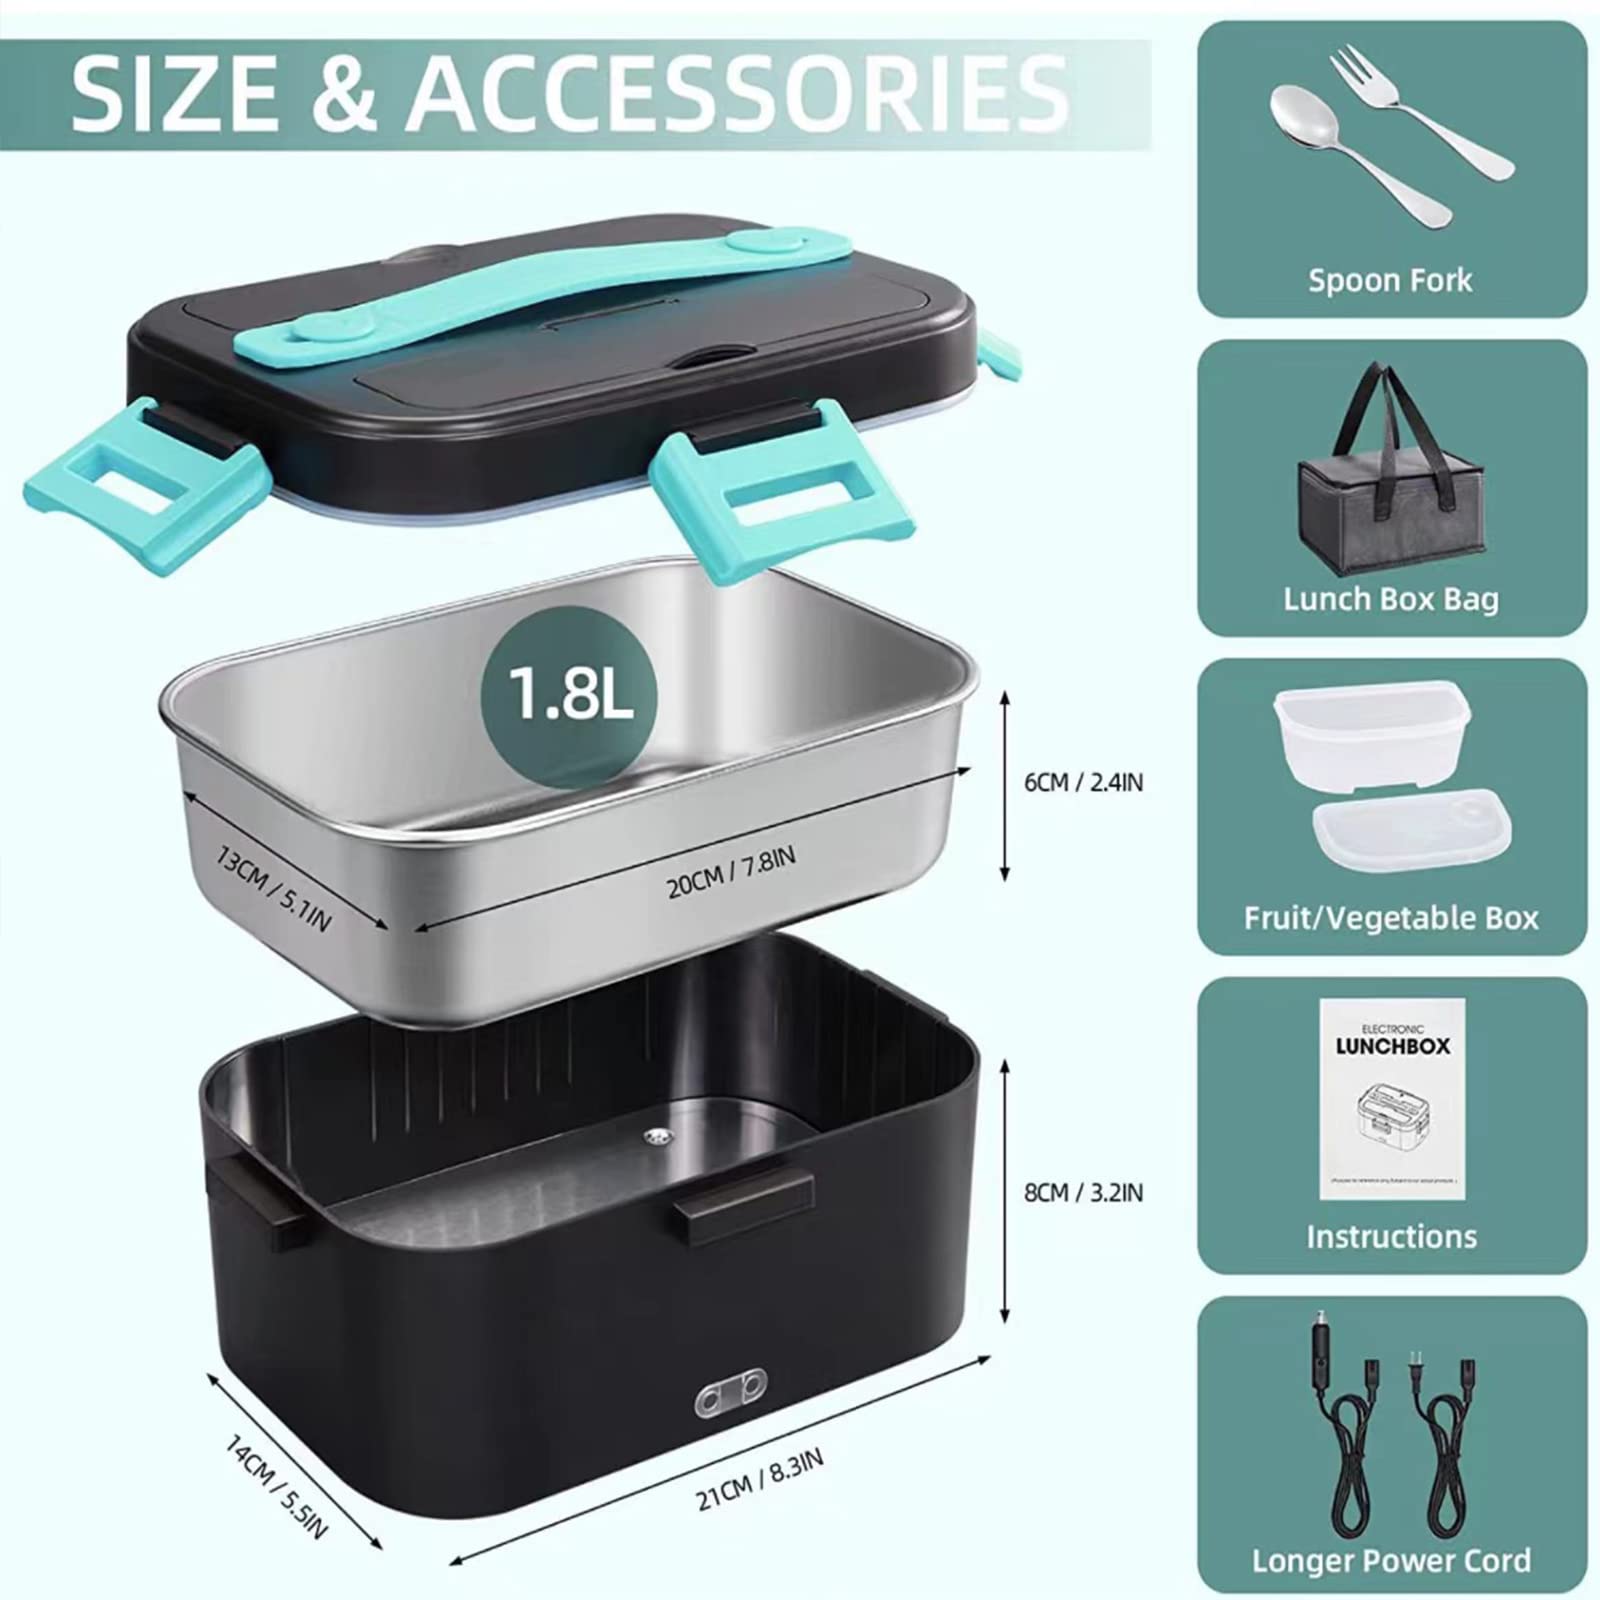 SIZE & ACCESSORIES
1.8L
6CM / 2.4IN
13CM / 5.1IN
20CM / 7.8IN
8CM / 3.2IN
14CM / 5.5IN
21CM / 8.3IN
Spoon Fork
Lunch Box Bag
Fruit/Vegetable Box
ELECTRONIC
LUNCHBOX
Instructions
Longer Power Cord